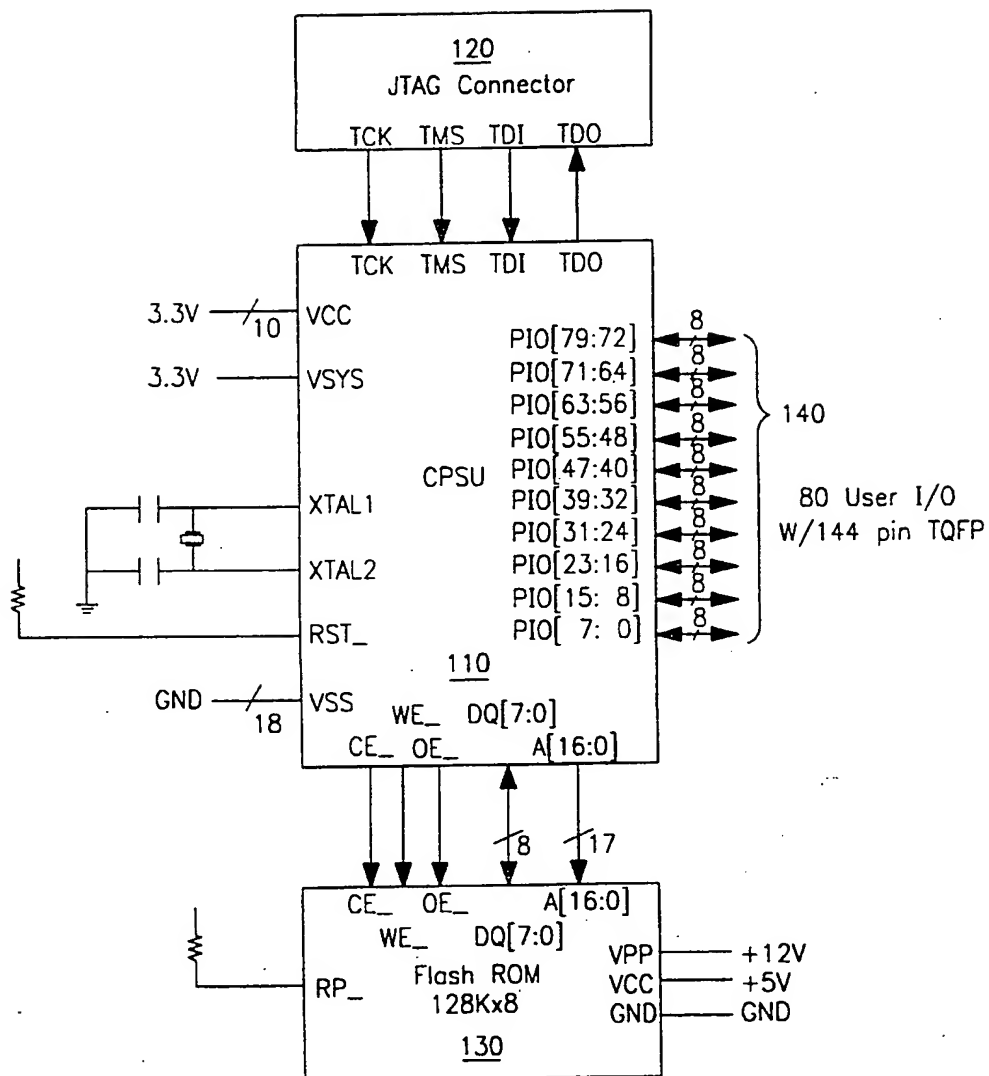 120
JTAG Connector
TCK TMS TDI TDO
TCK TMS TDI TDO
3.3V 10 VCC
3.3V VSYS
XTAL1
XTAL2
RST_
GND 18 VSS
CPSU
110
PIO[79:72] 8
PIO[71:64] 8
PIO[63:56] 8
PIO[55:48] 8
PIO[47:40] 8
PIO[39:32] 8
PIO[31:24] 8
PIO[23:16] 8
PIO[15: 8] 8
PIO[ 7: 0] 8
140
80 User I/O
W/144 pin TQFP
WE_ DQ[7:0]
CE_ OE_ A[16:0]
8 17
CE_ OE_ A[16:0]
WE_ DQ[7:0]
RP_
Flash ROM
128Kx8
130
VPP +12V
VCC +5V
GND GND